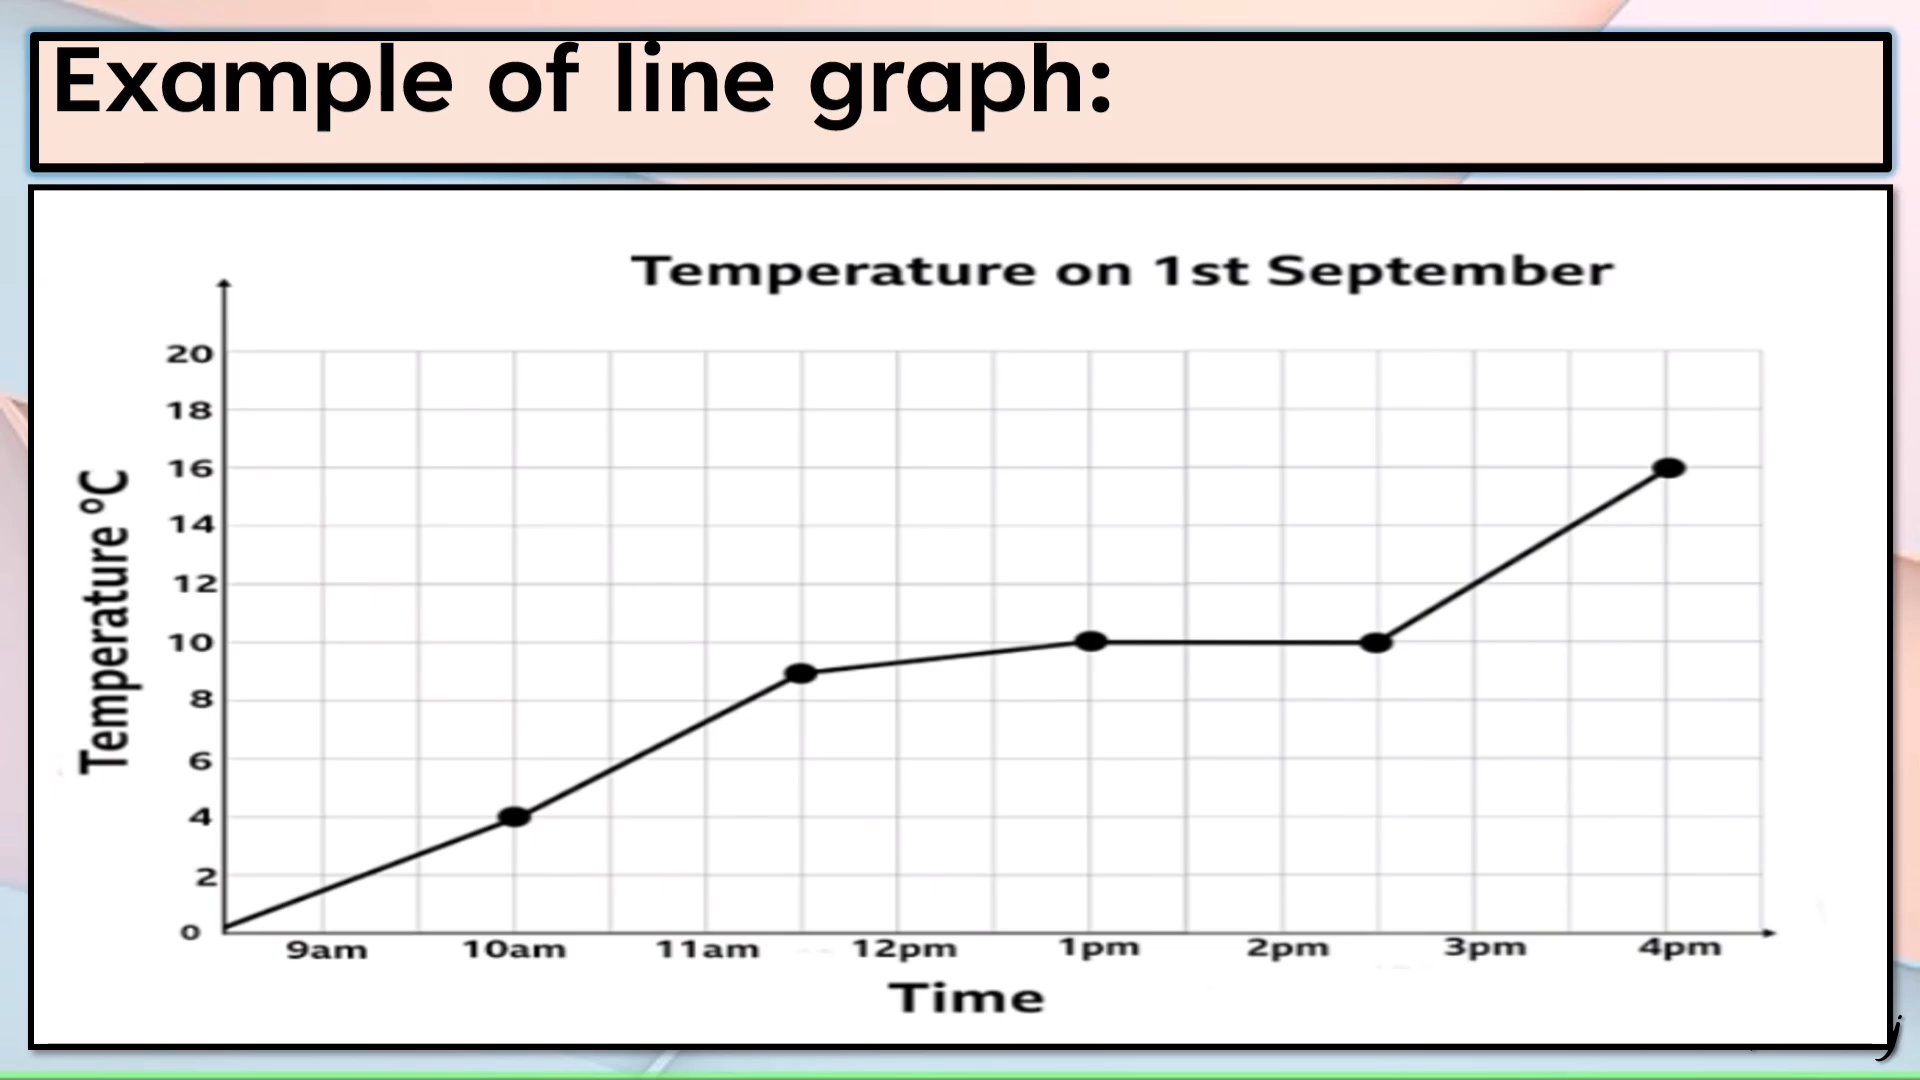 Example of line graph:
Temperature on 1st September
20
18
16
14
12
10
8
6
4
2
0
Temperature °C
9am 10am 11am 12pm 1pm 2pm 3pm 4pm
Time